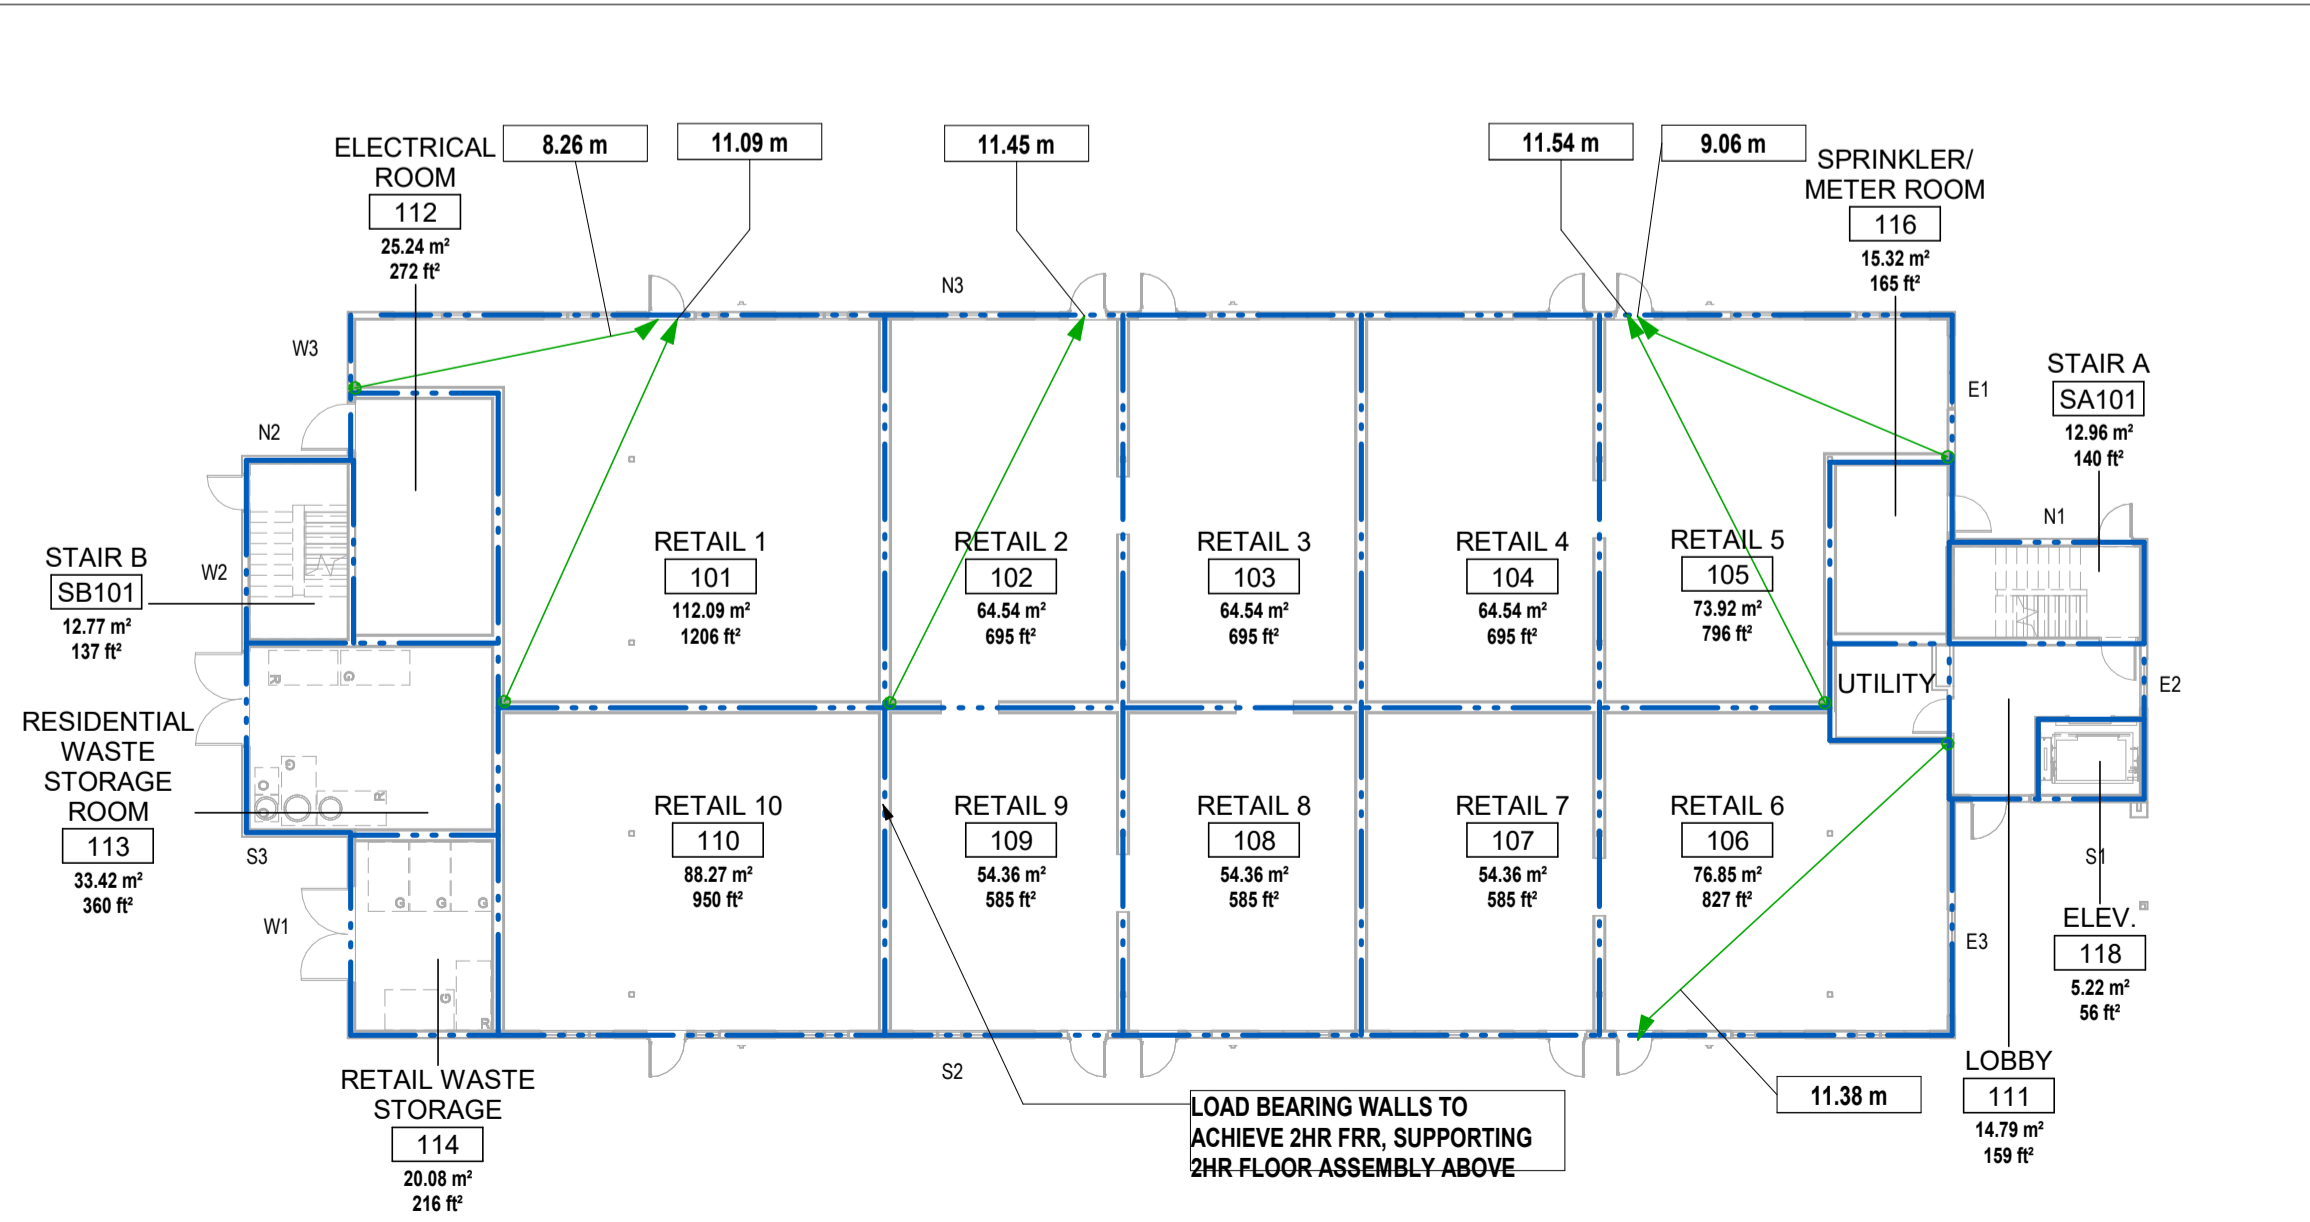 8.26 m
11.09 m
11.45 m
11.54 m
9.06 m
ELECTRICAL
ROOM
112
25.24 m²
272 ft²
SPRINKLER/
METER ROOM
116
15.32 m²
165 ft²
N3
W3
E1
STAIR A
SA101
12.96 m²
140 ft²
N2
N1
STAIR B
SB101
12.77 m²
137 ft²
W2
RETAIL 1
101
112.09 m²
1206 ft²
RETAIL 2
102
64.54 m²
695 ft²
RETAIL 3
103
64.54 m²
695 ft²
RETAIL 4
104
64.54 m²
695 ft²
RETAIL 5
105
73.92 m²
796 ft²
UTILITY
E2
R
G
RESIDENTIAL
WASTE
STORAGE
ROOM
113
33.42 m²
360 ft²
G
O
O
R
S3
RETAIL 10
110
88.27 m²
950 ft²
RETAIL 9
109
54.36 m²
585 ft²
RETAIL 8
108
54.36 m²
585 ft²
RETAIL 7
107
54.36 m²
585 ft²
RETAIL 6
106
76.85 m²
827 ft²
S1
W1
G
G
G
G
R
E3
ELEV.
118
5.22 m²
56 ft²
RETAIL WASTE
STORAGE
114
20.08 m²
216 ft²
S2
LOAD BEARING WALLS TO
ACHIEVE 2HR FRR, SUPPORTING
2HR FLOOR ASSEMBLY ABOVE
11.38 m
LOBBY
111
14.79 m²
159 ft²